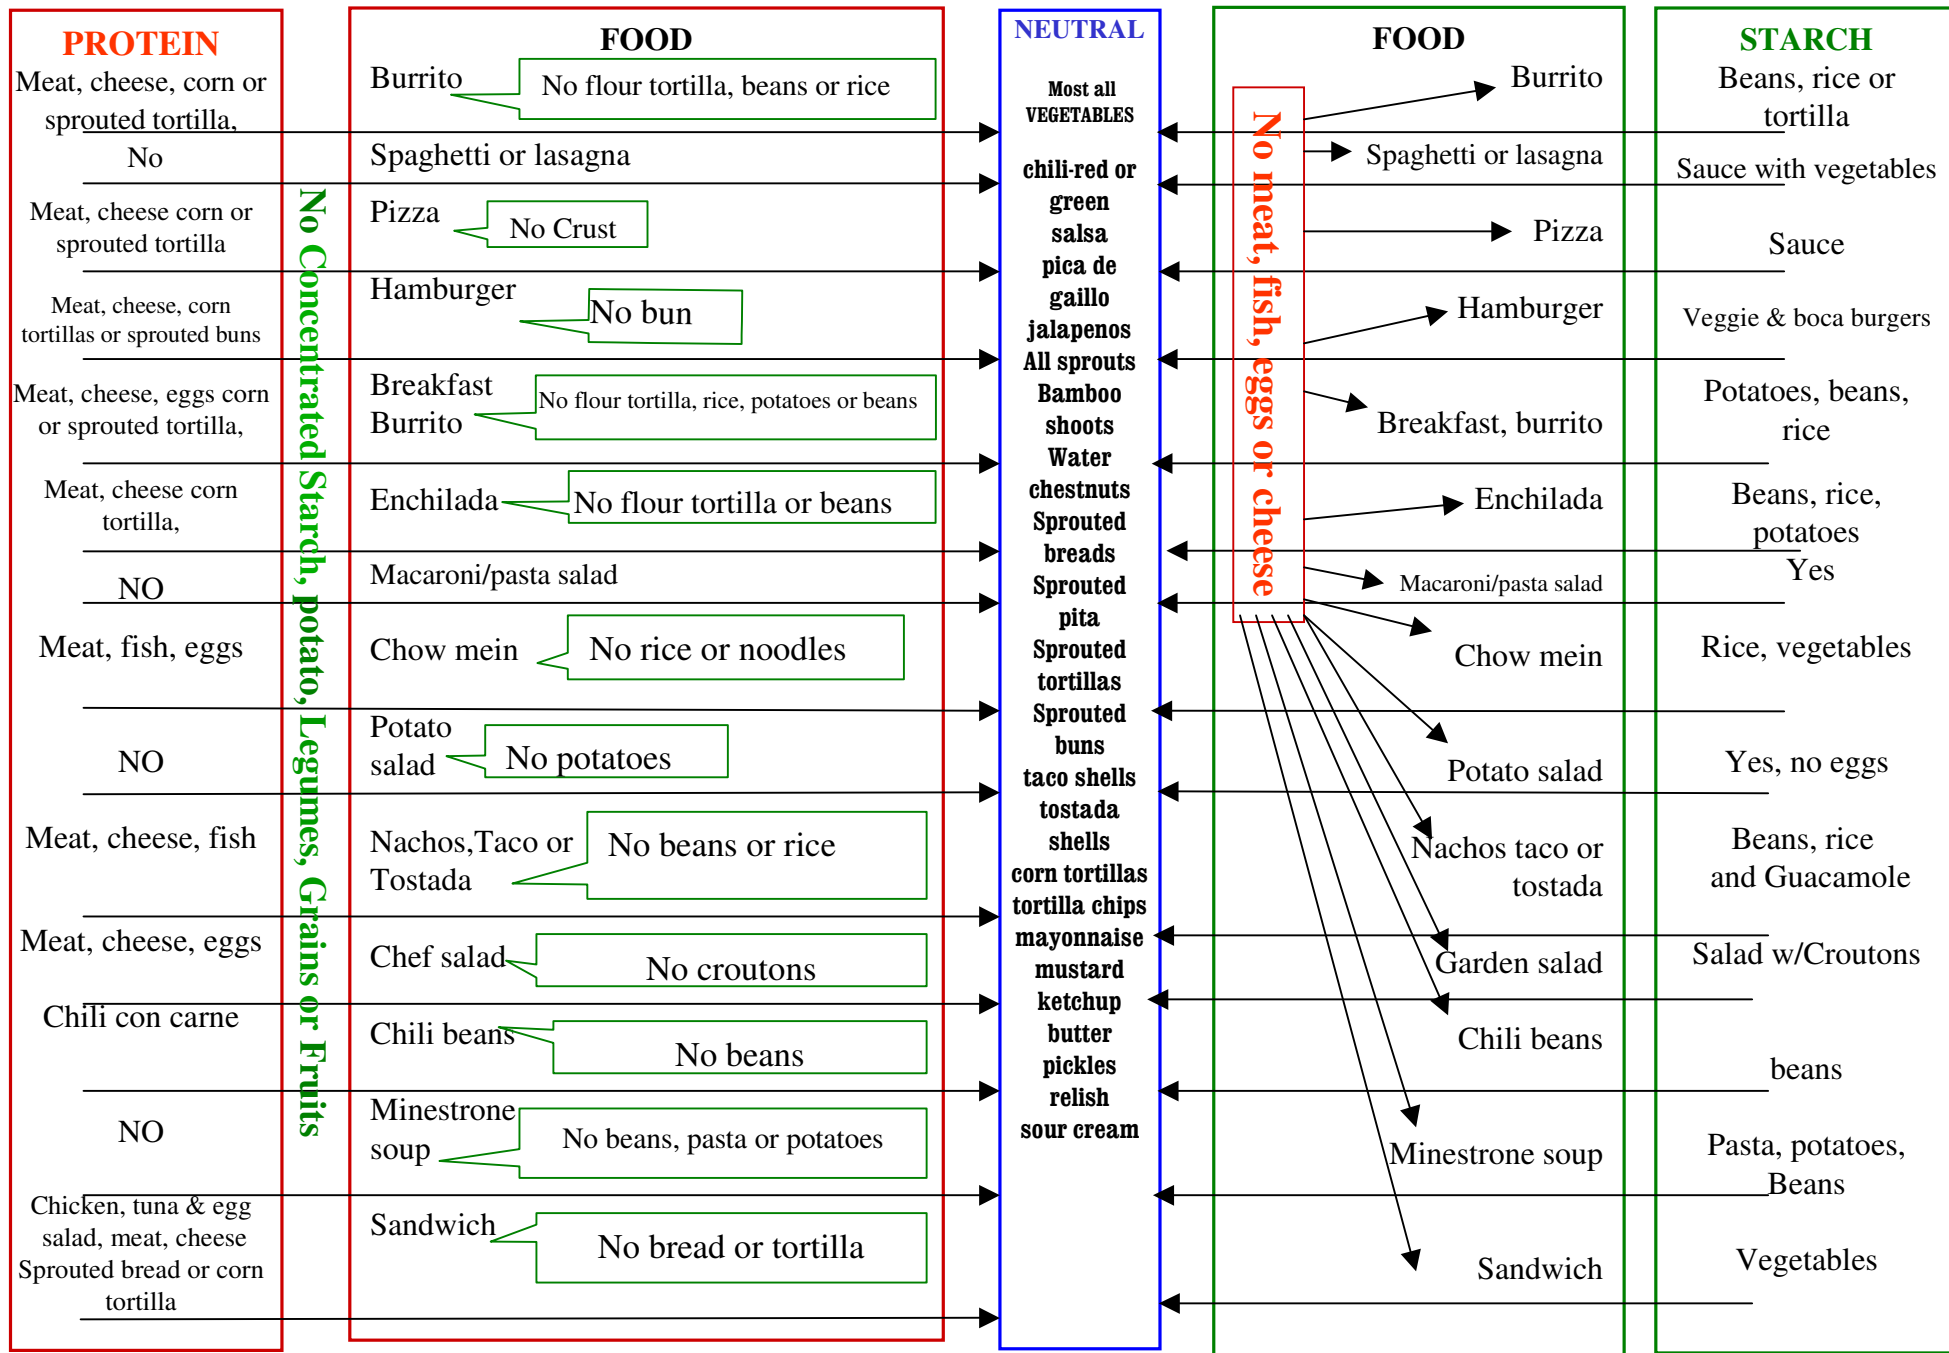 PROTEIN
Meat, cheese, corn or
sprouted tortilla,
No
Meat, cheese corn or
sprouted tortilla
Meat, cheese, corn
tortillas or sprouted buns
Meat, cheese, eggs corn
or sprouted tortilla,
Meat, cheese corn
tortilla,
NO
Meat, fish, eggs
NO
Meat, cheese, fish
Meat, cheese, eggs
Chili con carne
NO
Chicken, tuna & egg
salad, meat, cheese
Sprouted bread or corn
tortilla
No Concentrated Starch, potato, Legumes, Grains or Fruits
FOOD
Burrito
No flour tortilla, beans or rice
Spaghetti or lasagna
Pizza
No Crust
Hamburger
No bun
Breakfast
Burrito
No flour tortilla, rice, potatoes or beans
Enchilada
No flour tortilla or beans
Macaroni/pasta salad
Chow mein
No rice or noodles
Potato
salad
No potatoes
Nachos,Taco or
Tostada
No beans or rice
Chef salad
No croutons
Chili beans
No beans
Minestrone
soup
No beans, pasta or potatoes
Sandwich
No bread or tortilla
NEUTRAL
Most all
VEGETABLES
chili-red or
green
salsa
pica de
gaillo
jalapenos
All sprouts
Bamboo
shoots
Water
chestnuts
Sprouted
breads
Sprouted
pita
Sprouted
tortillas
Sprouted
buns
taco shells
tostada
shells
corn tortillas
tortilla chips
mayonnaise
mustard
ketchup
butter
pickles
relish
sour cream
FOOD
No meat, fish, eggs or cheese
Burrito
Spaghetti or lasagna
Pizza
Hamburger
Breakfast, burrito
Enchilada
Macaroni/pasta salad
Chow mein
Potato salad
Nachos taco or
tostada
Garden salad
Chili beans
Minestrone soup
Sandwich
STARCH
Beans, rice or
tortilla
Sauce with vegetables
Sauce
Veggie & boca burgers
Potatoes, beans,
rice
Beans, rice,
potatoes
Yes
Rice, vegetables
Yes, no eggs
Beans, rice
and Guacamole
Salad w/Croutons
beans
Pasta, potatoes,
Beans
Vegetables